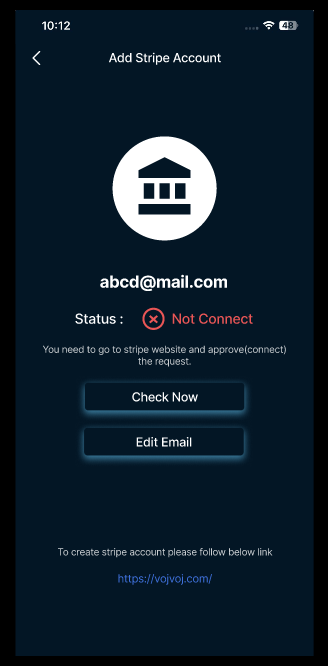 10:12
48
Add Stripe Account
abcd@mail.com
Status :
Not Connect
You need to go to stripe website and approve(connect)
the request.
Check Now
Edit Email
To create stripe account please follow below link
https://vojvoj.com/